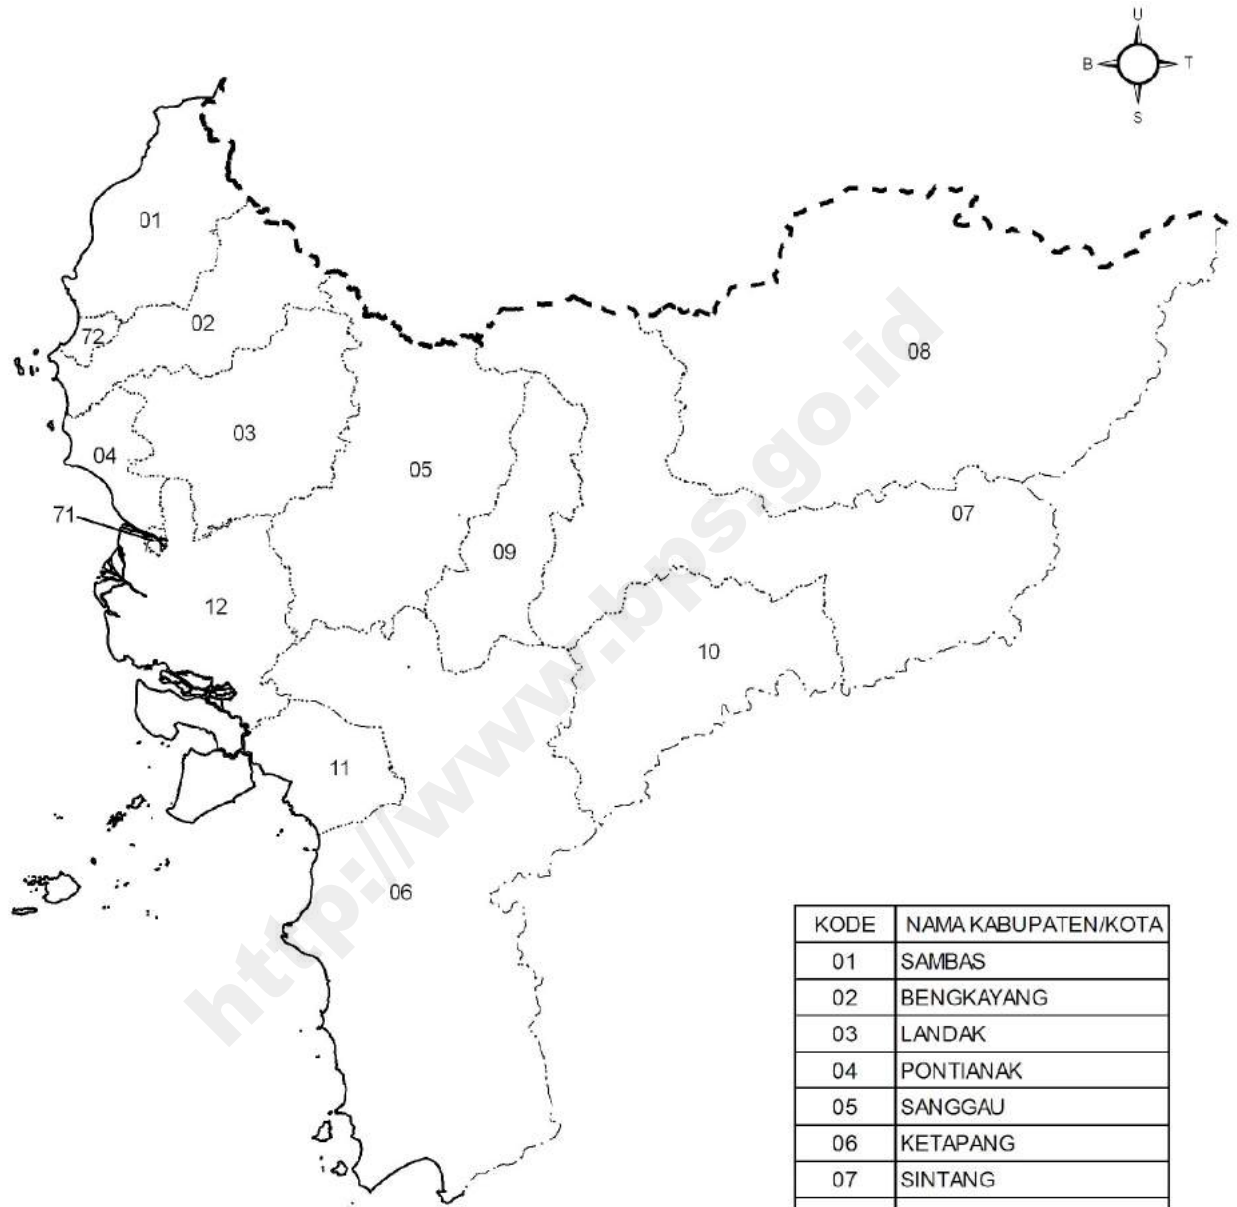 U
B T
S
01
02
72
03
04
05
08
71
09
07
12
10
11
06
http://www.bps.go.id
KODE NAMA KABUPATEN/KOTA
01 SAMBAS
02 BENGKAYANG
03 LANDAK
04 PONTIANAK
05 SANGGAU
06 KETAPANG
07 SINTANG